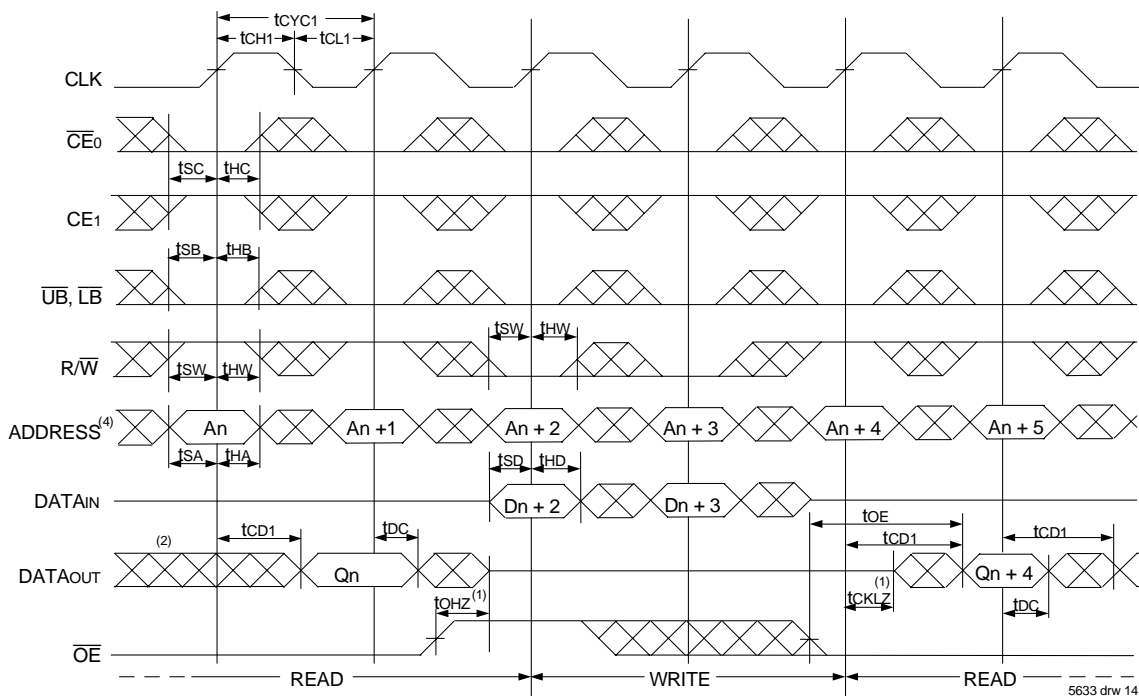 tCYC1
tCH1 tCL1
CLK
CE0
tSC tHC
CE1
tSB tHB
UB, LB
tSW tHW
R/W
tSW tHW
ADDRESS(4) An An +1 An + 2 An + 3 An + 4 An + 5
tSA tHA tSD tHD
DATAIN Dn + 2 Dn + 3
tOE
tCD1 tDC tCD1 tCD1
(2)
DATAOUT Qn Qn + 4
tOHZ(1) tCKLZ(1) tDC
OE
READ WRITE READ
5633 drw 14